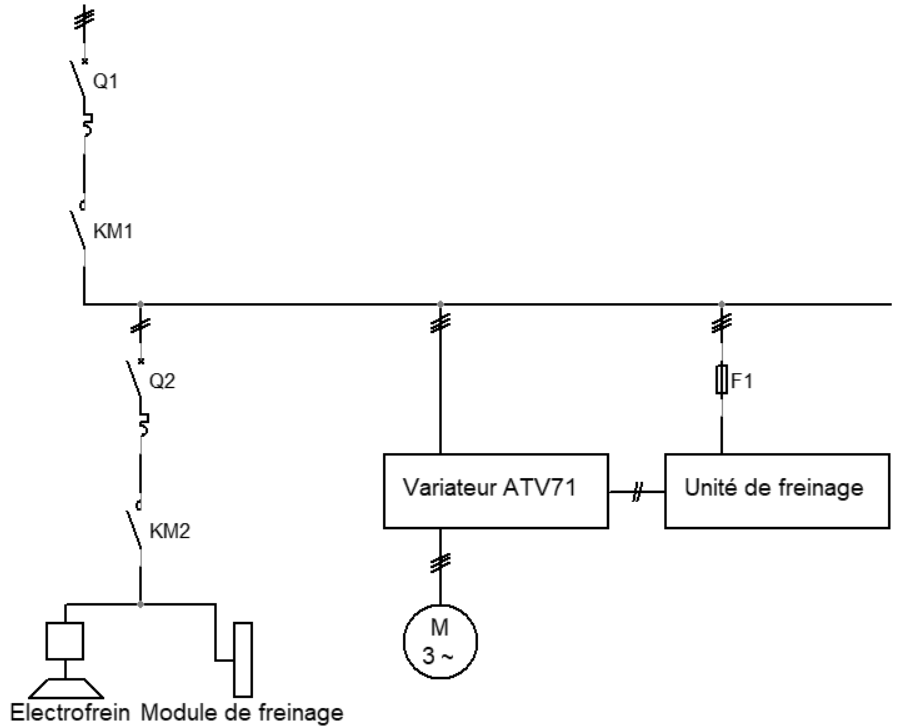 Q1
KM1
Q2
F1
Variateur ATV71
Unité de freinage
KM2
M
3 ~
Electrofrein
Module de freinage